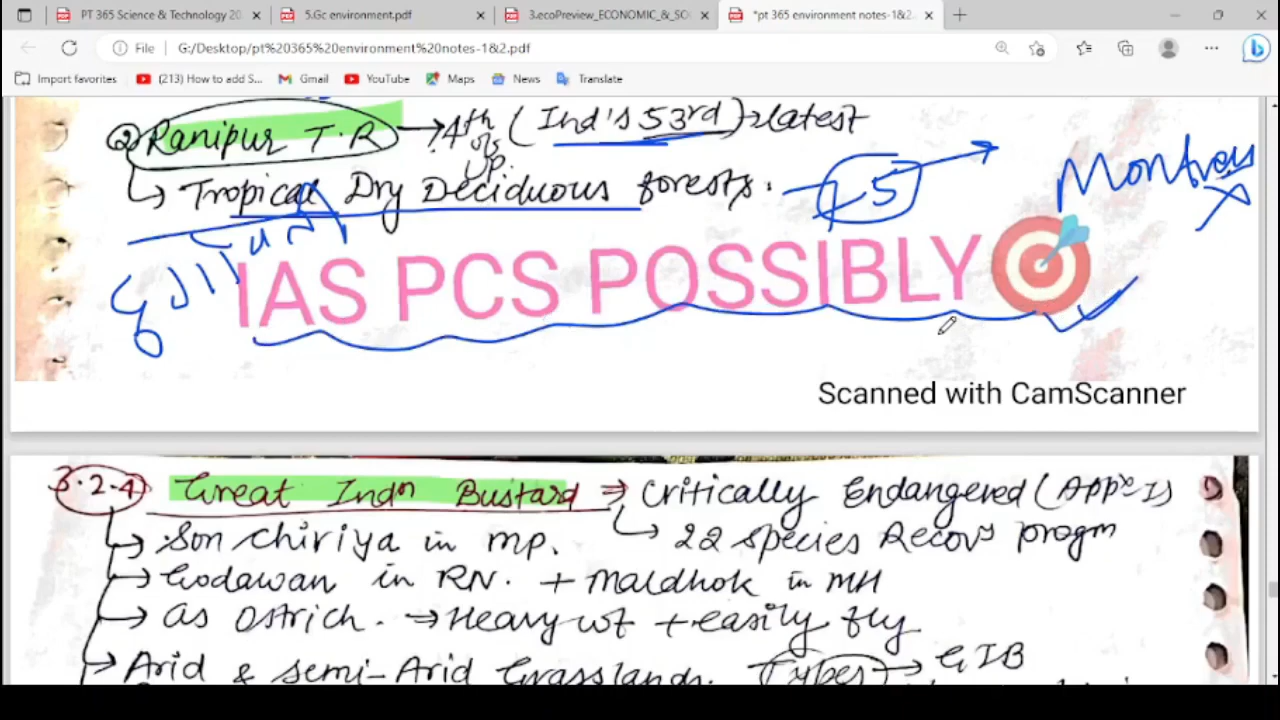 PT 365 Science & Technology 20 × 5.Gc environment.pdf × 3.ecoPreview_ECONOMIC_&_SO × *pt 365 environment notes-1&2. ×
File G:/Desktop/pt%20365%20environment%20notes-1&2.pdf
Import favorites (213) How to add S... Gmail YouTube Maps News Translate
② Ranipur T.R → 4th of UP (Ind's 53rd) → latest
↳ Tropical Dry Deciduous forests.
IAS PCS POSSIBLY
Scanned with CamScanner
3.2.4 Great Indn Bustard ⇒ Critically Endangered (APPx I)
→ Son chiriya in mp. ↳ 22 species Recovy progm
→ Godawan in RN. + Maldhok in MH
→ as Ostrich. ⇒ Heavy wt + easily fly
→ Arid & semi-Arid Grasslands. Types → GIB